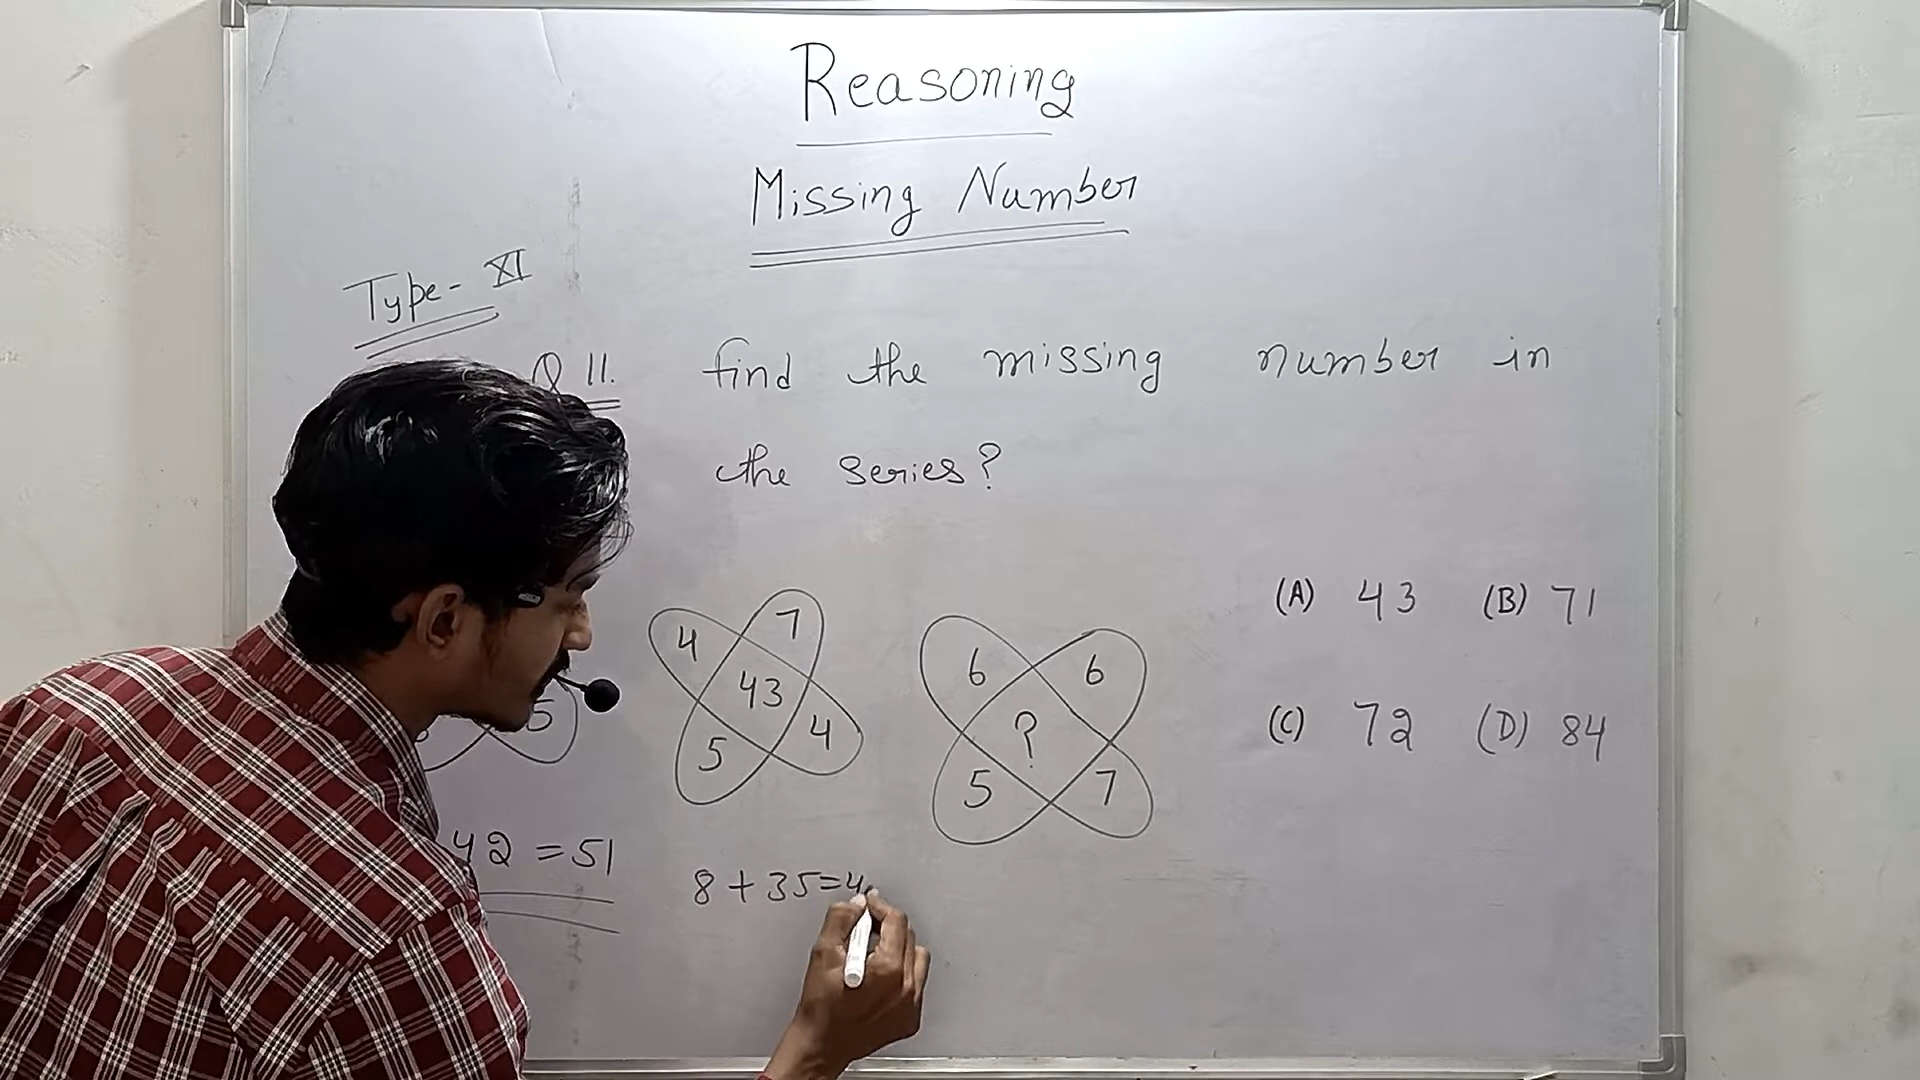 Reasoning
Missing Number
Type- XI
Q 11. find the missing number in
the series?
4 7
43
5 4
6 6
?
5 7
5
(A) 43 (B) 71
(C) 72 (D) 84
42 = 51
8 + 35 = 4